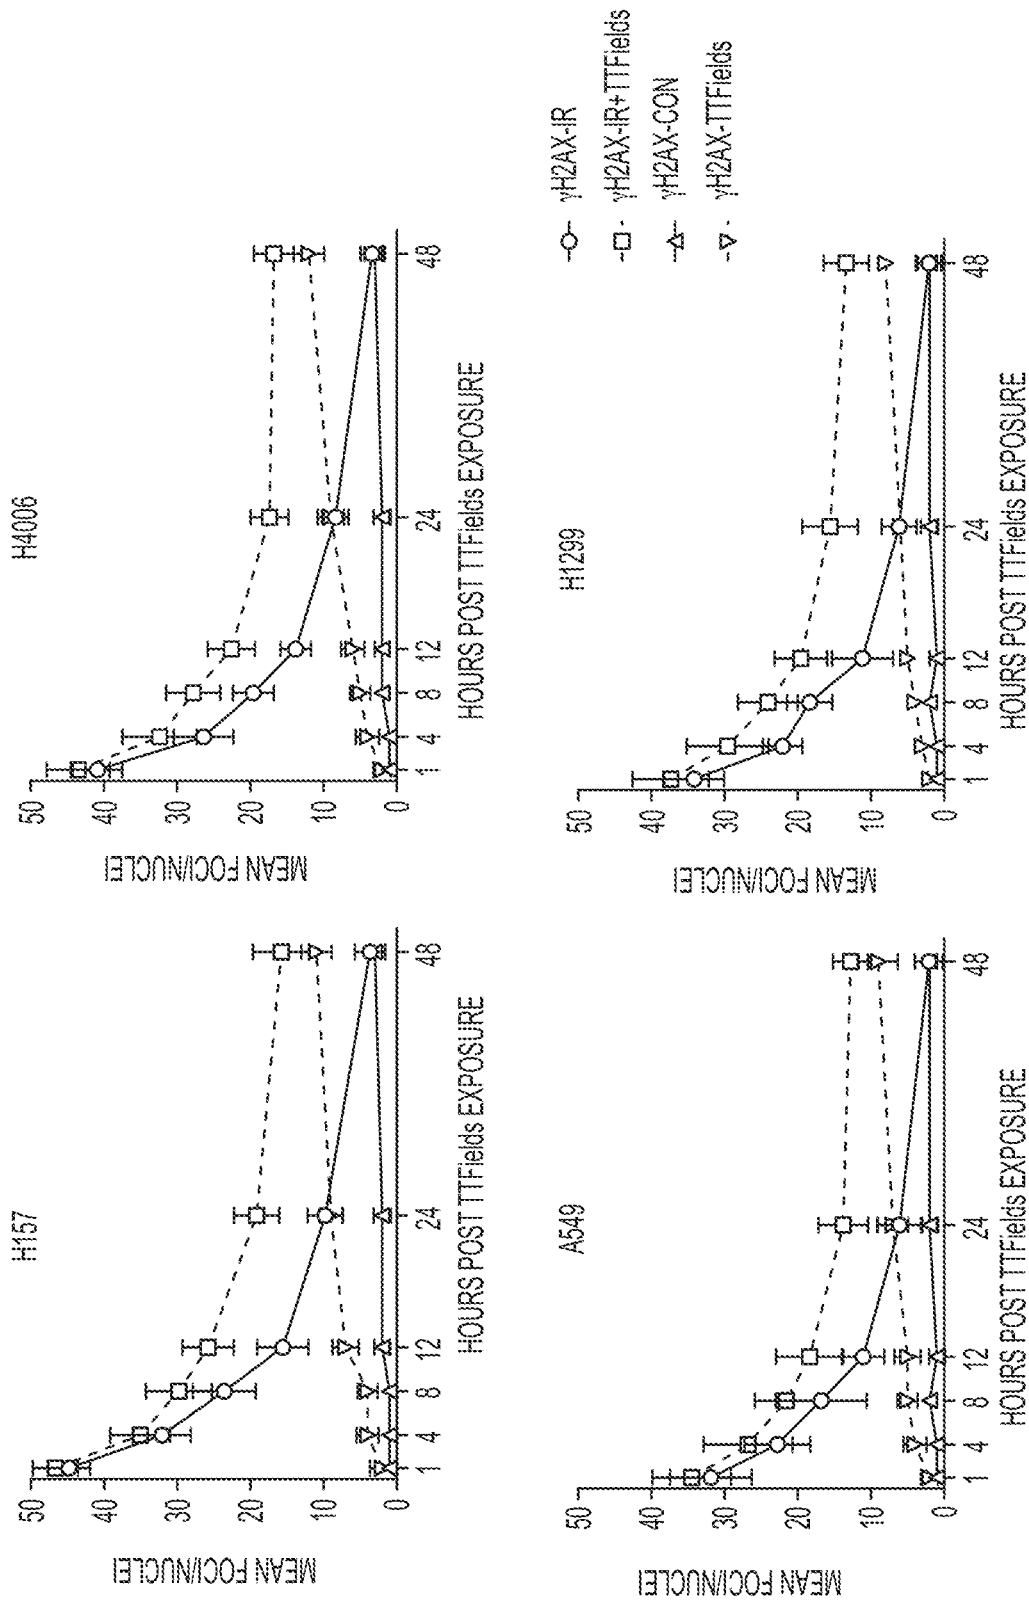 H157
MEAN FOCI/NUCLEI
50
40
30
20
10
0
1 4 8 12 24 48
HOURS POST TTFields EXPOSURE
H4006
MEAN FOCI/NUCLEI
50
40
30
20
10
0
1 4 8 12 24 48
HOURS POST TTFields EXPOSURE
A549
MEAN FOCI/NUCLEI
50
40
30
20
10
0
1 4 8 12 24 48
HOURS POST TTFields EXPOSURE
H1299
MEAN FOCI/NUCLEI
50
40
30
20
10
0
1 4 8 12 24 48
HOURS POST TTFields EXPOSURE
γH2AX-IR
γH2AX-IR+TTFields
γH2AX-CON
γH2AX-TTFields